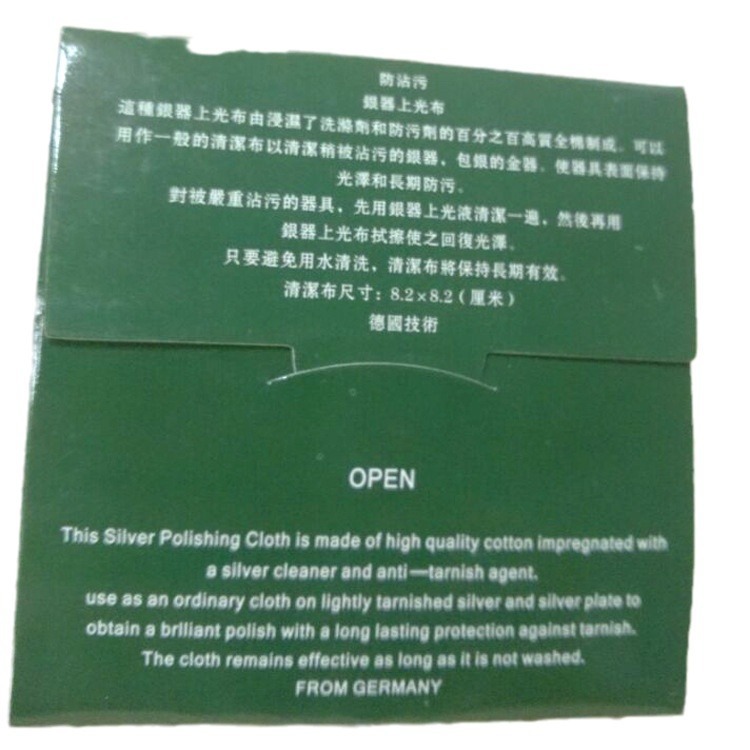 防沾污
銀器上光布
這種銀器上光布由浸濕了洗滌劑和防污劑的百分之百高質全棉制成。可以
用作一般的清潔布以清潔稍被沾污的銀器，包銀的金器。使器具表面保持
光澤和長期防污。
對被嚴重沾污的器具，先用銀器上光液清潔一遍，然後再用
銀器上光布拭擦使之回復光澤。
只要避免用水清洗，清潔布將保持長期有效。
清潔布尺寸：8.2×8.2（厘米）
德國技術
OPEN
This Silver Polishing Cloth is made of high quality cotton impregnated with
a silver cleaner and anti—tarnish agent.
use as an ordinary cloth on lightly tarnished silver and silver plate to
obtain a brlliant polish with a long lasting protection against tarnish.
The cloth remains effective as long as it is not washed.
FROM GERMANY